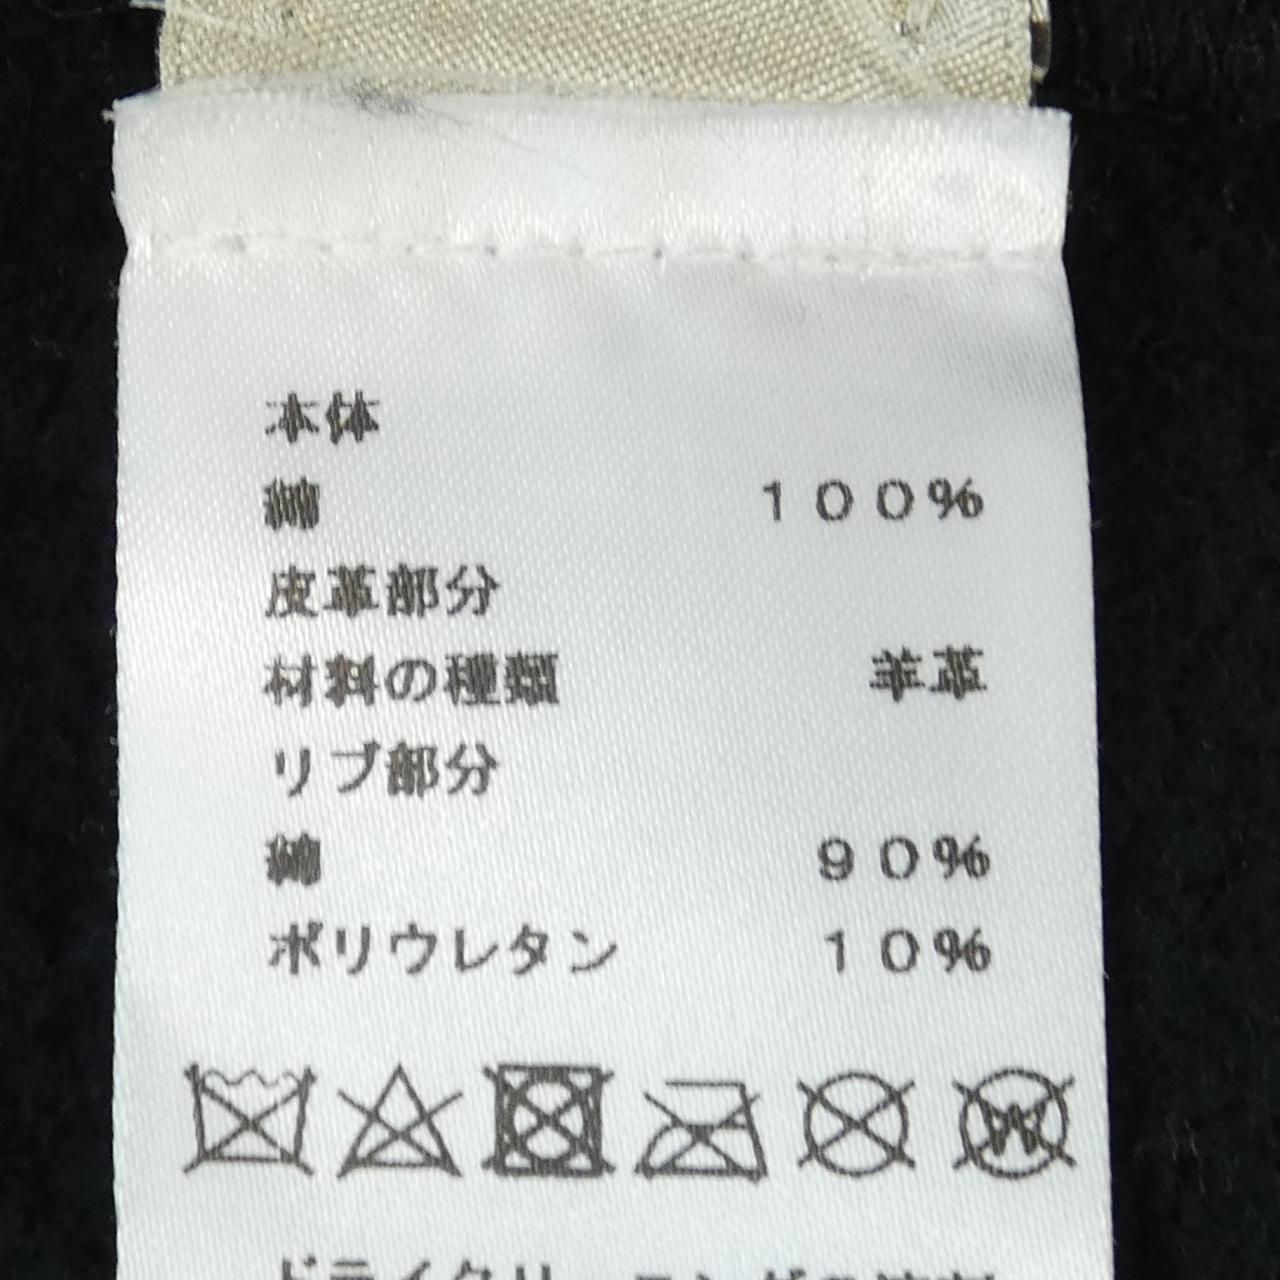 本体
綿 100%
皮革部分
材料の種類 羊革
リブ部分
綿 90%
ポリウレタン 10%
W